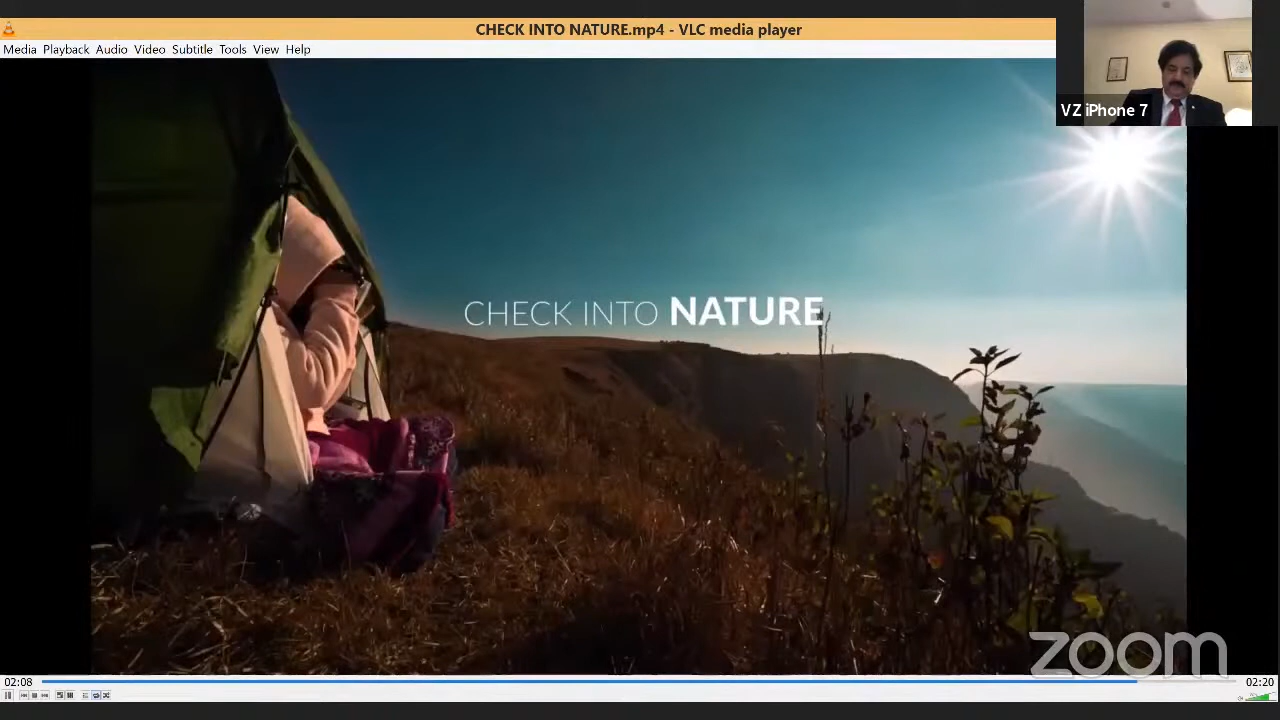 CHECK INTO NATURE.mp4 - VLC media player
Media Playback Audio Video Subtitle Tools View Help
VZ iPhone 7
CHECK INTO NATURE
zoom
02:08
02:20